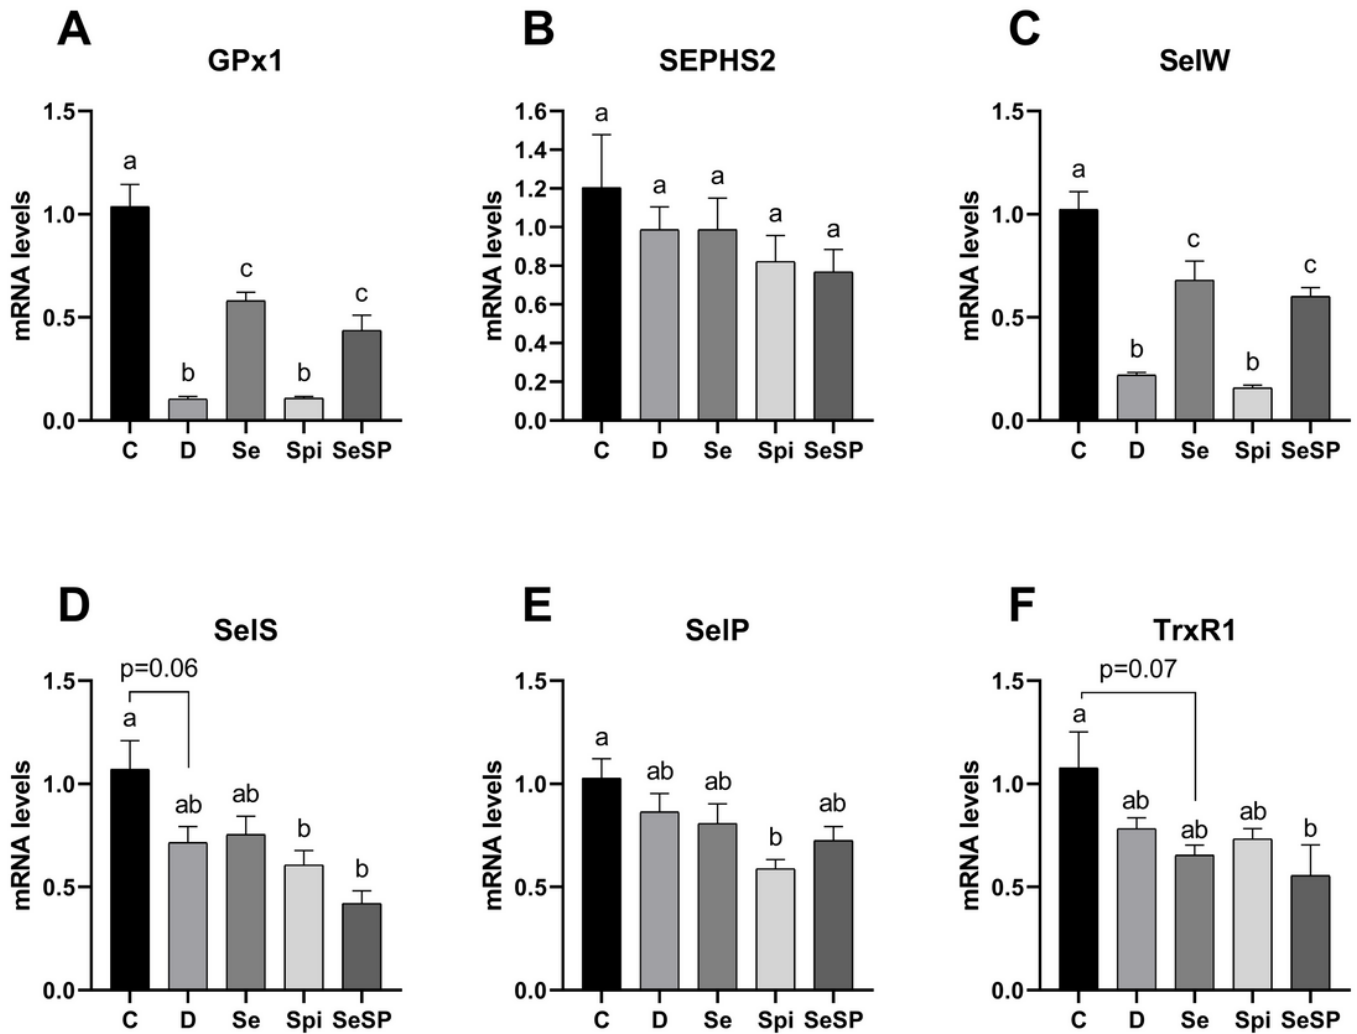 A
GPx1
mRNA levels
1.5
1.0
0.5
0.0
a
b
c
b
c
C D Se Spi SeSP
B
SEPHS2
mRNA levels
1.6
1.4
1.2
1.0
0.8
0.6
0.4
0.2
0.0
a
a
a
a
a
C D Se Spi SeSP
C
SelW
mRNA levels
1.5
1.0
0.5
0.0
a
b
c
b
c
C D Se Spi SeSP
D
SelS
p=0.06
mRNA levels
1.5
1.0
0.5
0.0
a
ab
ab
b
b
C D Se Spi SeSP
E
SelP
mRNA levels
1.5
1.0
0.5
0.0
a
ab
ab
b
ab
C D Se Spi SeSP
F
TrxR1
p=0.07
mRNA levels
1.5
1.0
0.5
0.0
a
ab
ab
ab
b
C D Se Spi SeSP